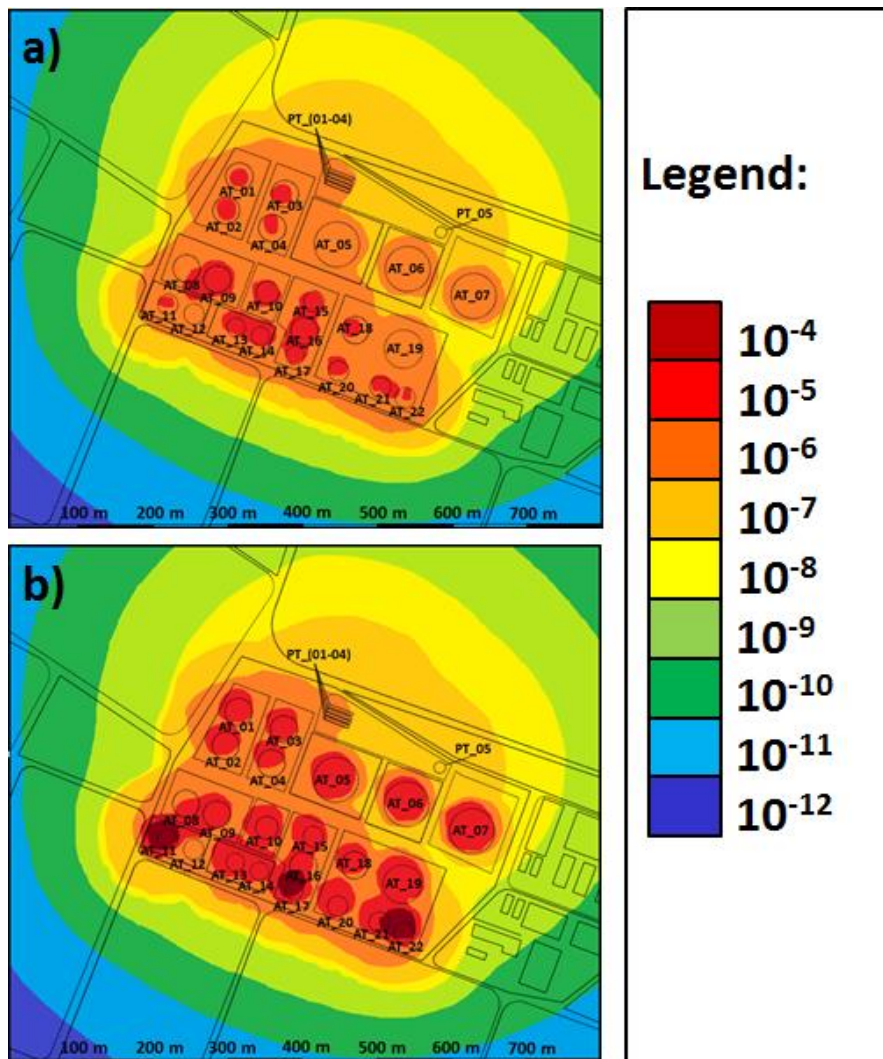 a)
PT_(01-04)
AT_01
AT_03
AT_02
PT_05
AT_04
AT_05
AT_06
AT_08
AT_07
AT_09
AT_10
AT_15
AT_11
AT_12
AT_18
AT_13
AT_16
AT_14
AT_19
AT_17
AT_20
AT_21
AT_22
100 m 200 m 300 m 400 m 500 m 600 m 700 m
b)
PT_(01-04)
AT_01
AT_03
AT_02
PT_05
AT_04
AT_05
AT_06
AT_08
AT_07
AT_09
AT_10
AT_15
AT_11
AT_12
AT_18
AT_13
AT_16
AT_14
AT_19
AT_17
AT_20
AT_21
AT_22
100 m 200 m 300 m 400 m 500 m 600 m 700 m
Legend:
10⁻⁴
10⁻⁵
10⁻⁶
10⁻⁷
10⁻⁸
10⁻⁹
10⁻¹⁰
10⁻¹¹
10⁻¹²